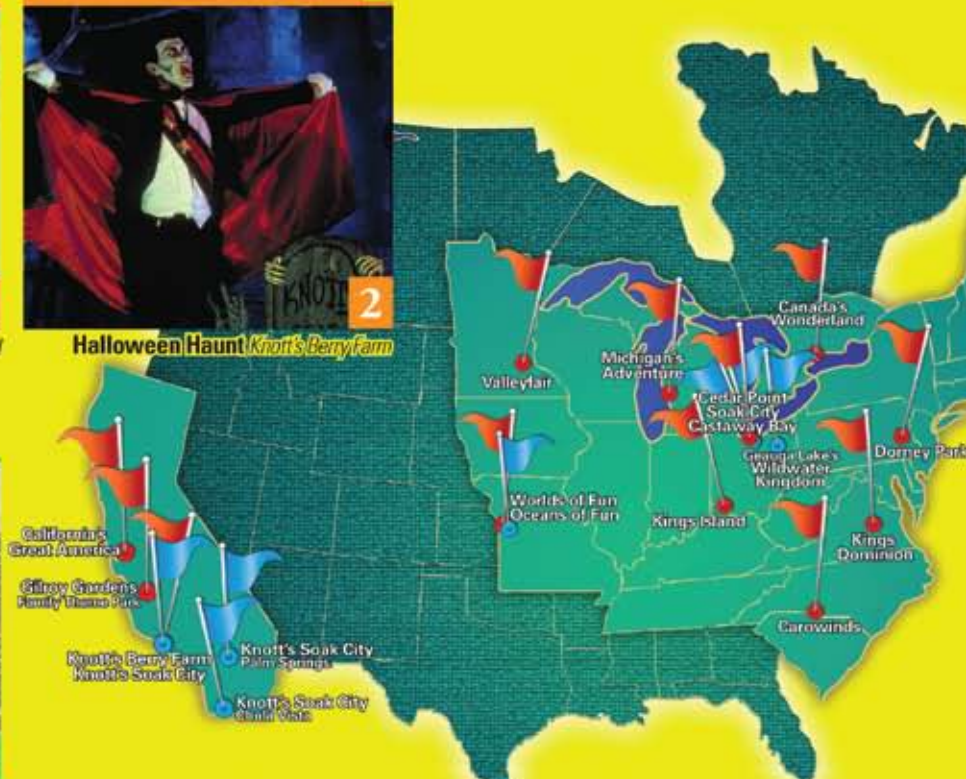 KNOTT
2
Halloween Haunt Knott's Berry Farm
Canada's
Wonderland
Michigan's
Adventure
Valleyfair
Cedar Point
Soak City
Castaway Bay
Geauga Lake's
Wildwater
Kingdom
Dorney Park
Worlds of Fun
Oceans of Fun
Kings Island
Kings
Dominion
California's
Great America
Gilroy Gardens
Family Theme Park
Carowinds
Knott's Berry Farm
Knott's Soak City
Knott's Soak City
Palm Springs
Knott's Soak City
Chula Vista